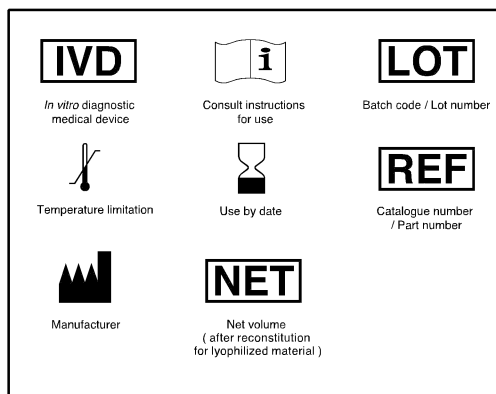 IVD
In vitro diagnostic
medical device
i
Consult instructions
for use
LOT
Batch code / Lot number
Temperature limitation
Use by date
REF
Catalogue number
/ Part number
Manufacturer
NET
Net volume
( after reconstitution
for lyophilized material )